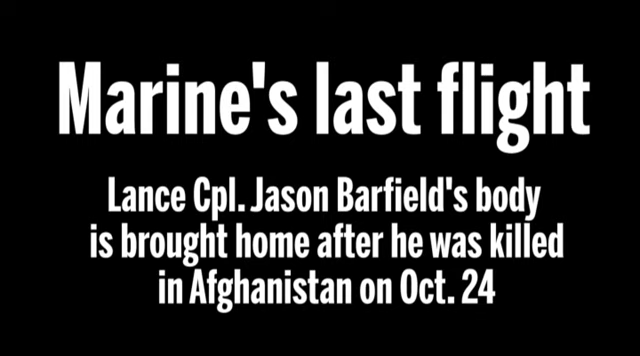 Marine's last flight
Lance Cpl. Jason Barfield's body
is brought home after he was killed
in Afghanistan on Oct. 24